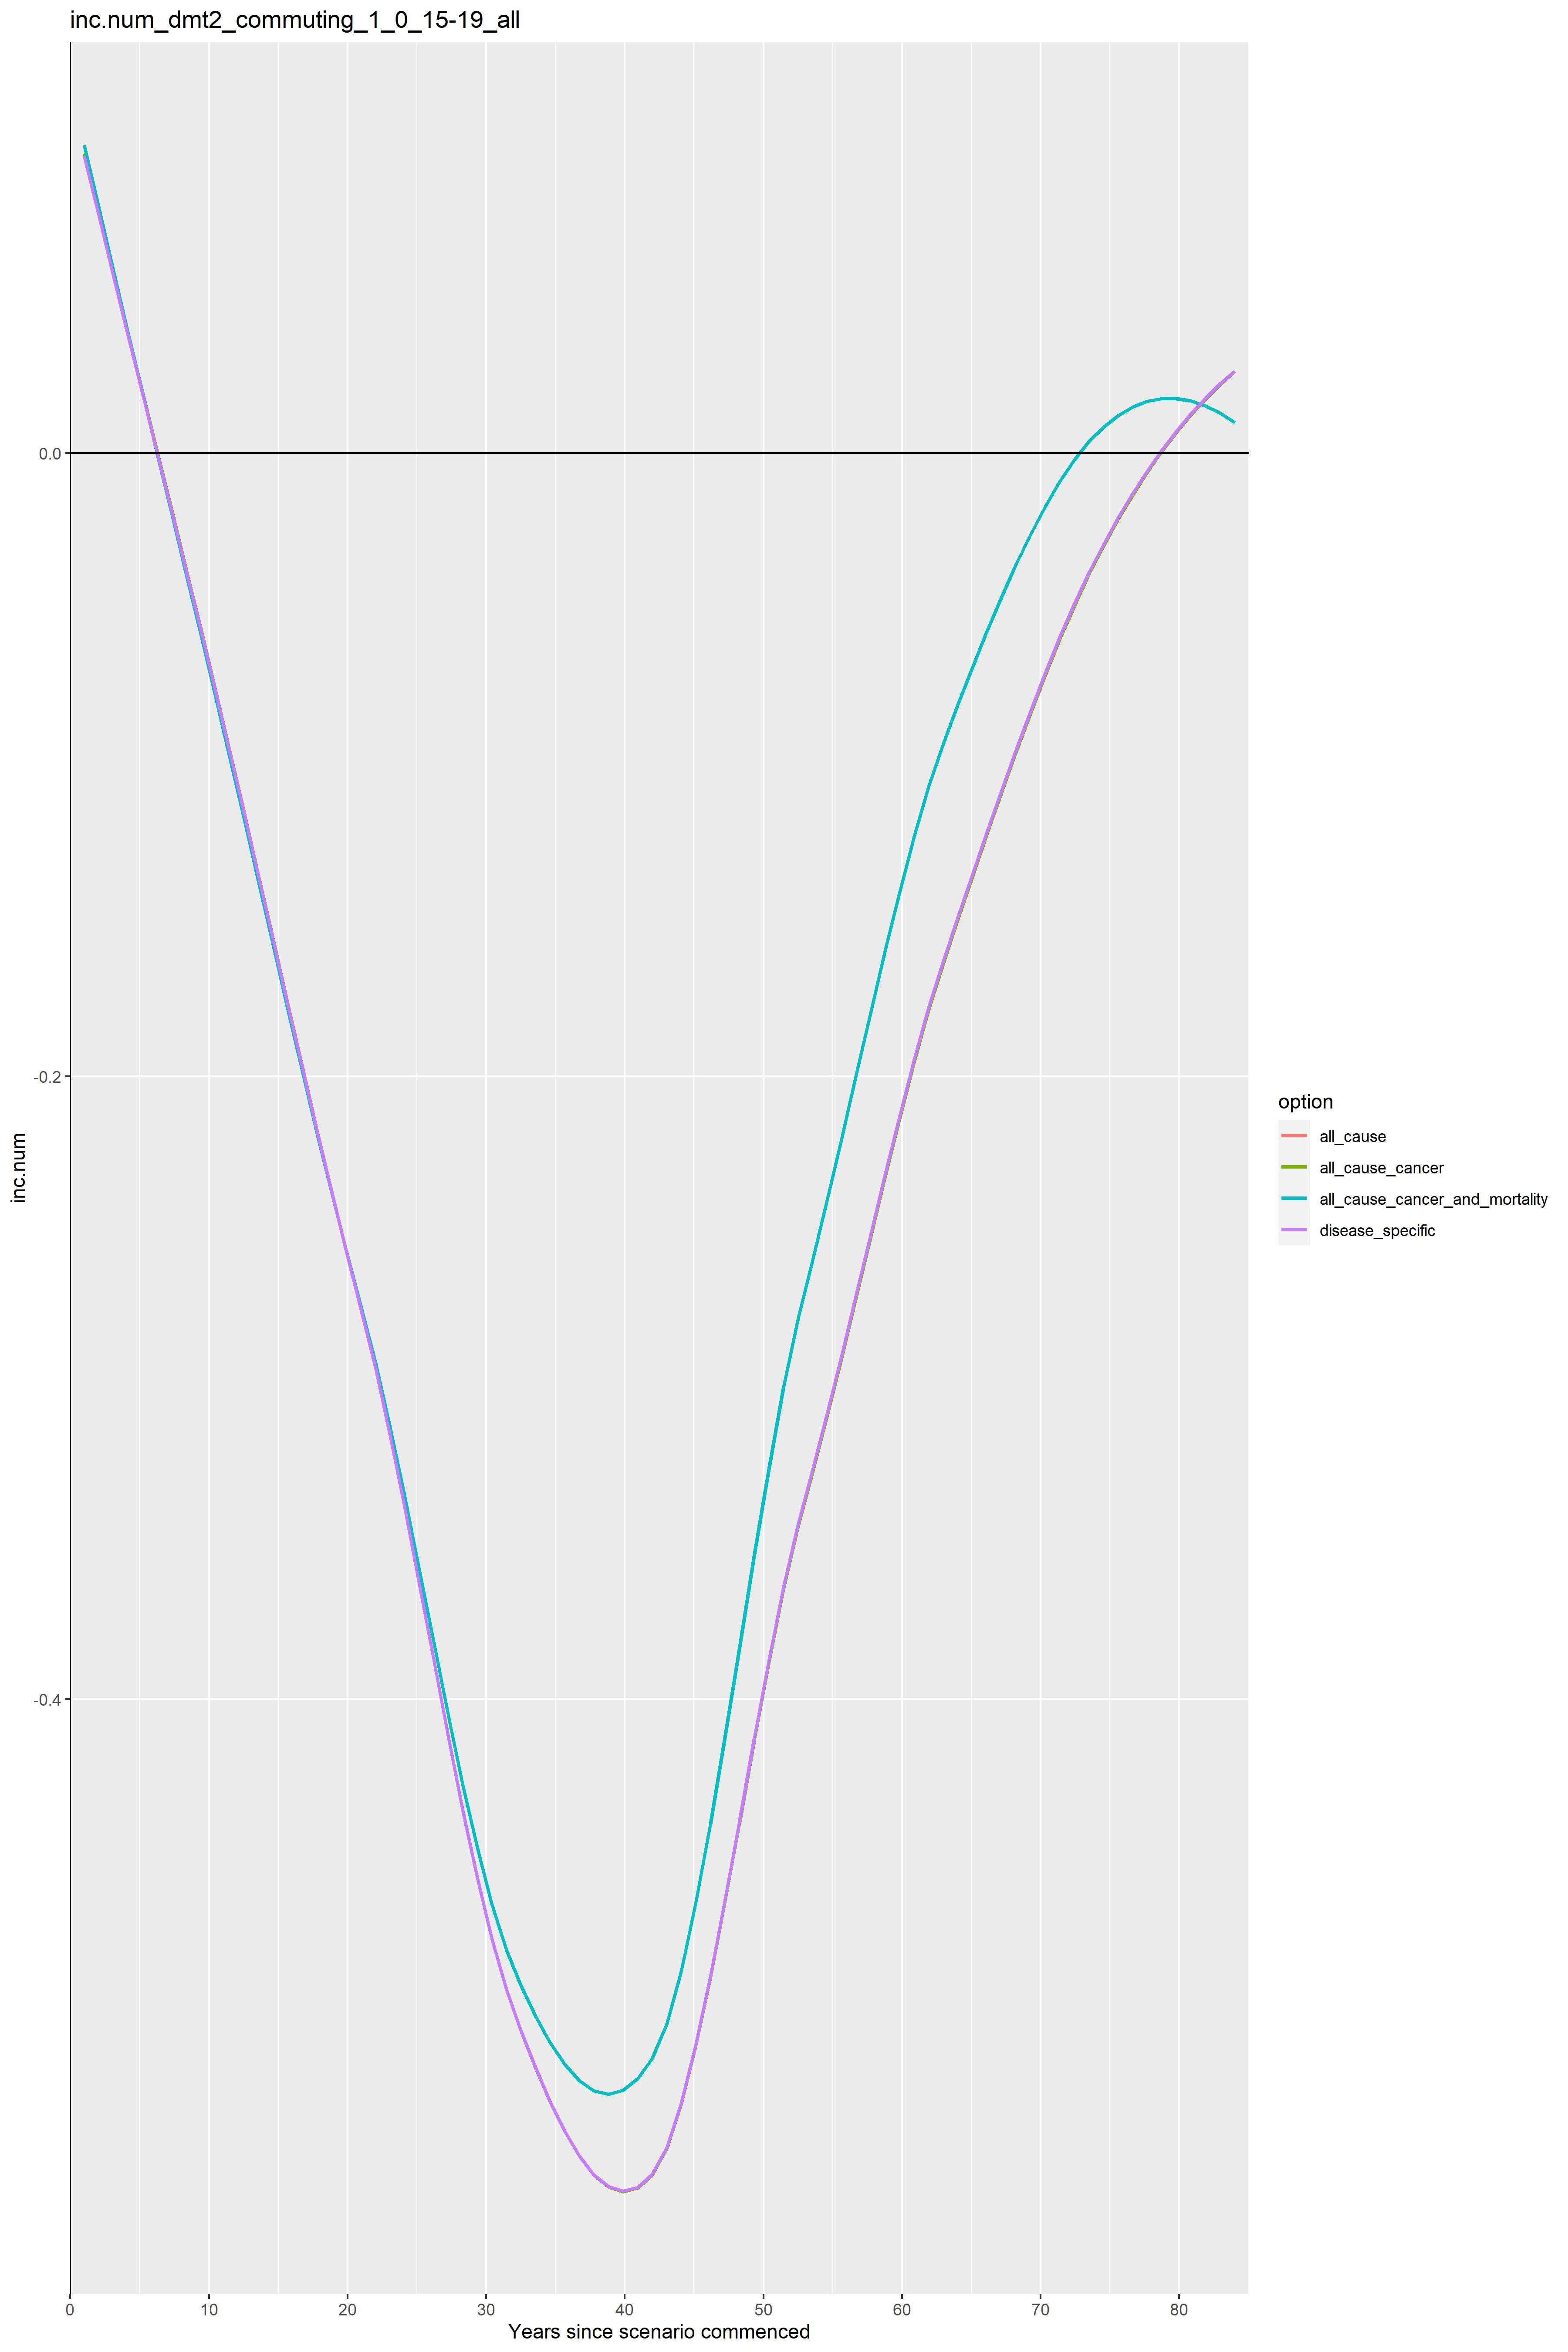 inc.num_dmt2_commuting_1_0_15-19_all
0.0
-0.2
-0.4
inc.num
0 10 20 30 40 50 60 70 80
Years since scenario commenced
option
all_cause
all_cause_cancer
all_cause_cancer_and_mortality
disease_specific